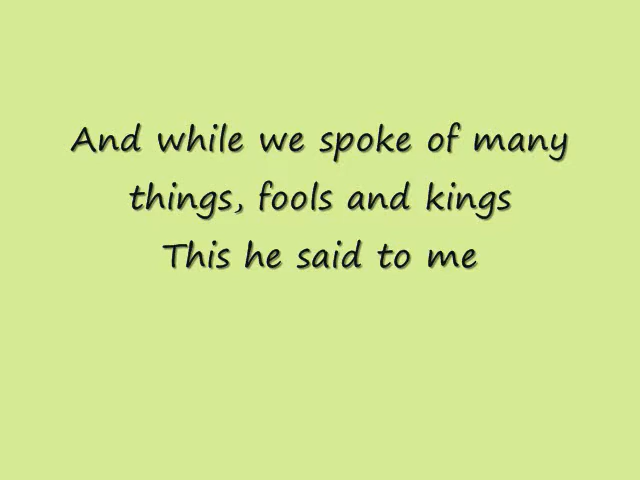 And while we spoke of many
things, fools and kings
This he said to me